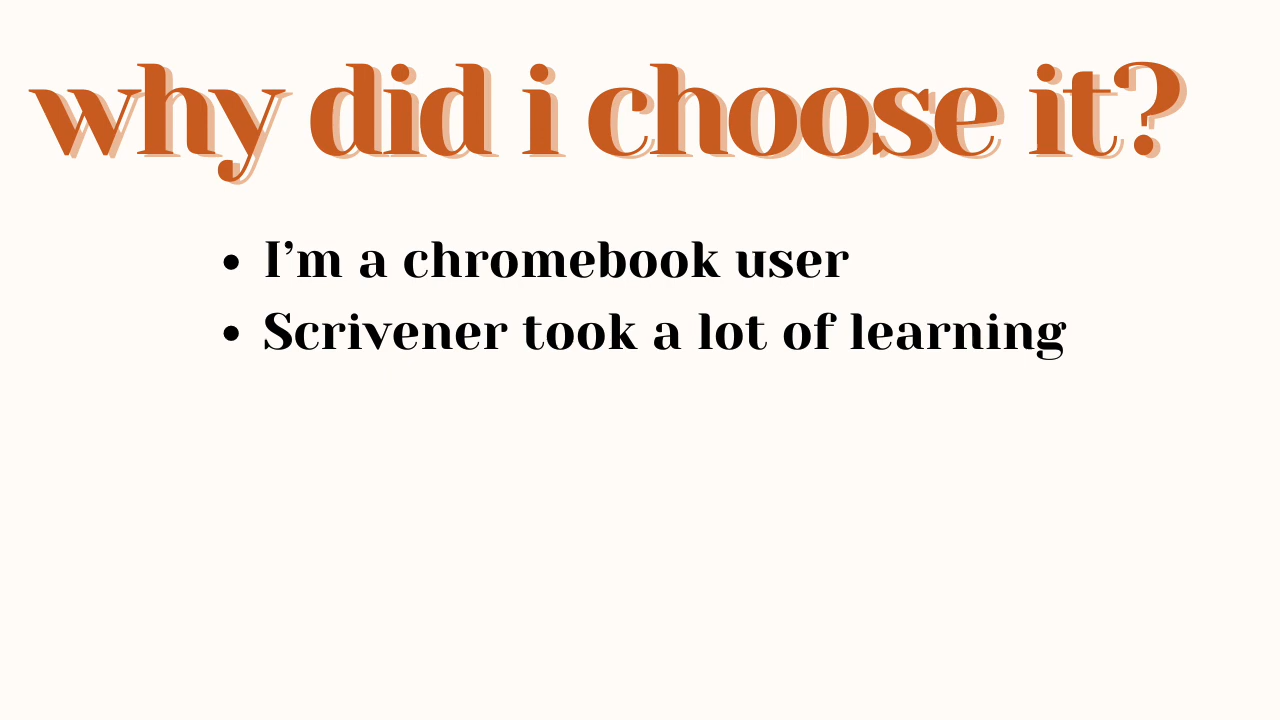 why did i choose it?
• I'm a chromebook user
• Scrivener took a lot of learning